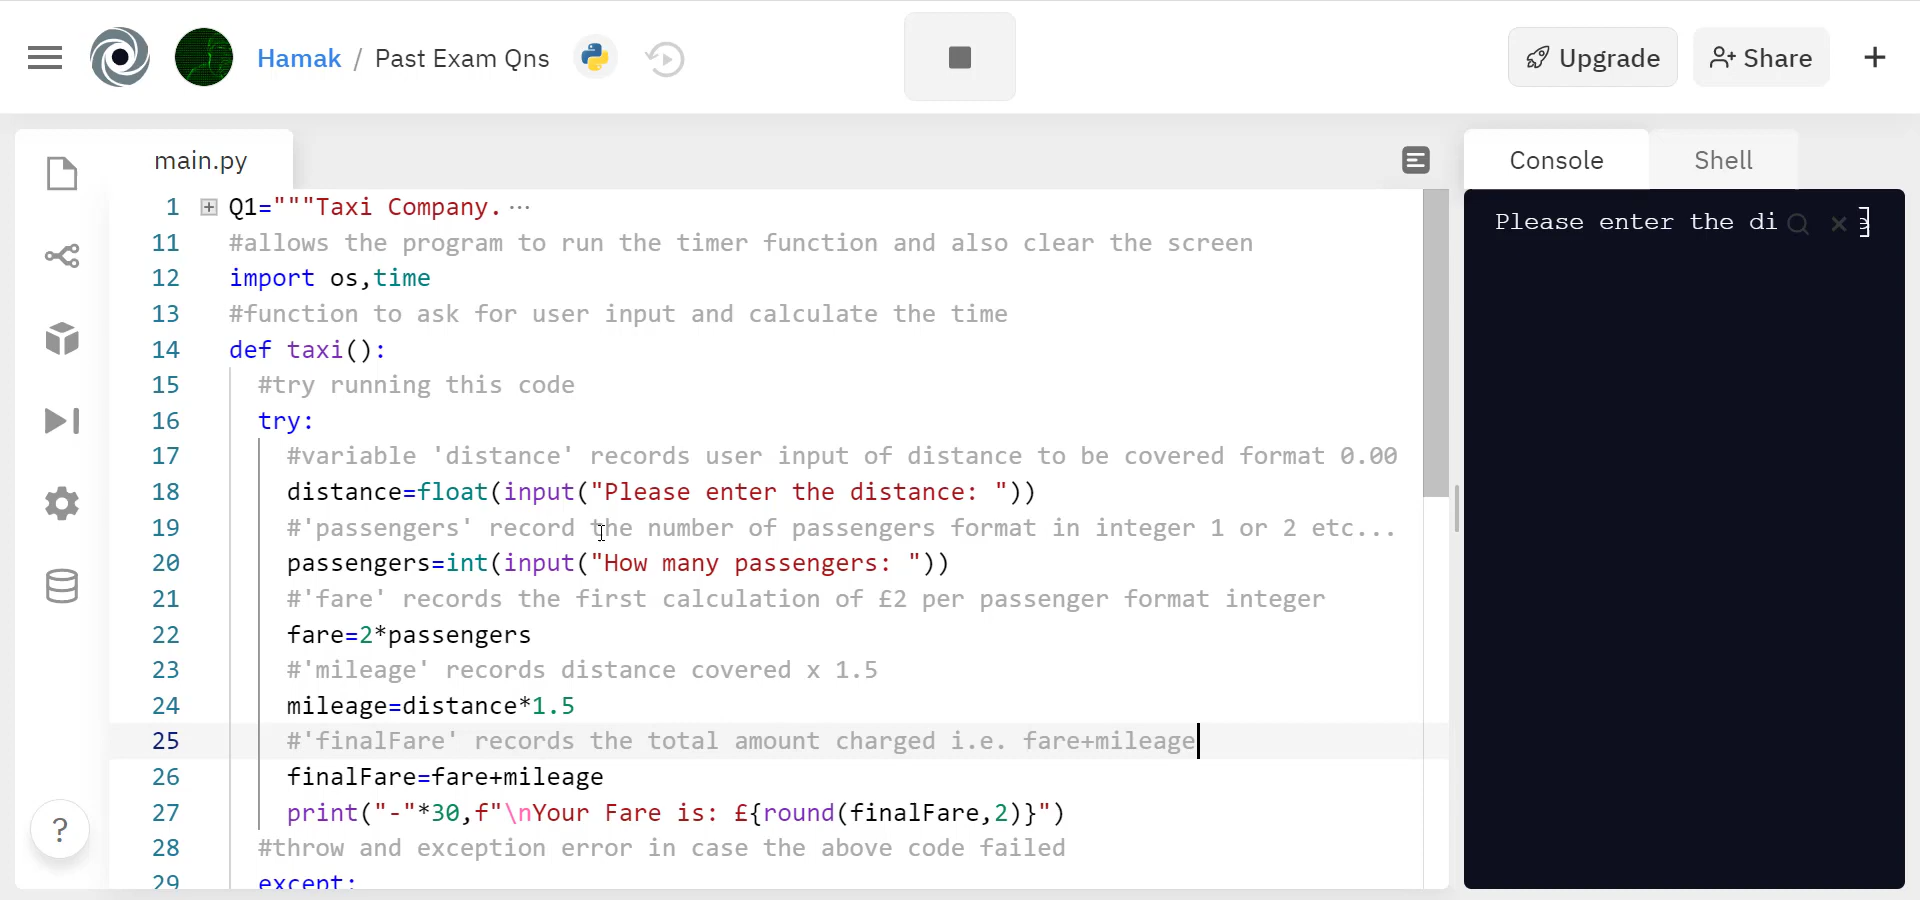 Hamak / Past Exam Qns
Upgrade
Share
main.py
Console
Shell
1 Q1="""Taxi Company. ...
11 #allows the program to run the timer function and also clear the screen
12 import os,time
13 #function to ask for user input and calculate the time
14 def taxi():
15 #try running this code
16 try:
17 #variable 'distance' records user input of distance to be covered format 0.00
18 distance=float(input("Please enter the distance: "))
19 #'passengers' record the number of passengers format in integer 1 or 2 etc...
20 passengers=int(input("How many passengers: "))
21 #'fare' records the first calculation of £2 per passenger format integer
22 fare=2*passengers
23 #'mileage' records distance covered x 1.5
24 mileage=distance*1.5
25 #'finalFare' records the total amount charged i.e. fare+mileage
26 finalFare=fare+mileage
27 print("-"*30,f"\nYour Fare is: £{round(finalFare,2)}")
28 #throw and exception error in case the above code failed
29 except:
?
Please enter the di